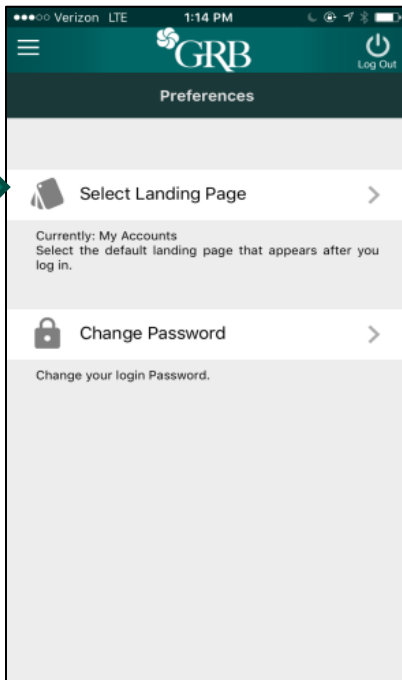 Verizon LTE 1:14 PM
GRB
Log Out
Preferences
Select Landing Page
Currently: My Accounts
Select the default landing page that appears after you
log in.
Change Password
Change your login Password.